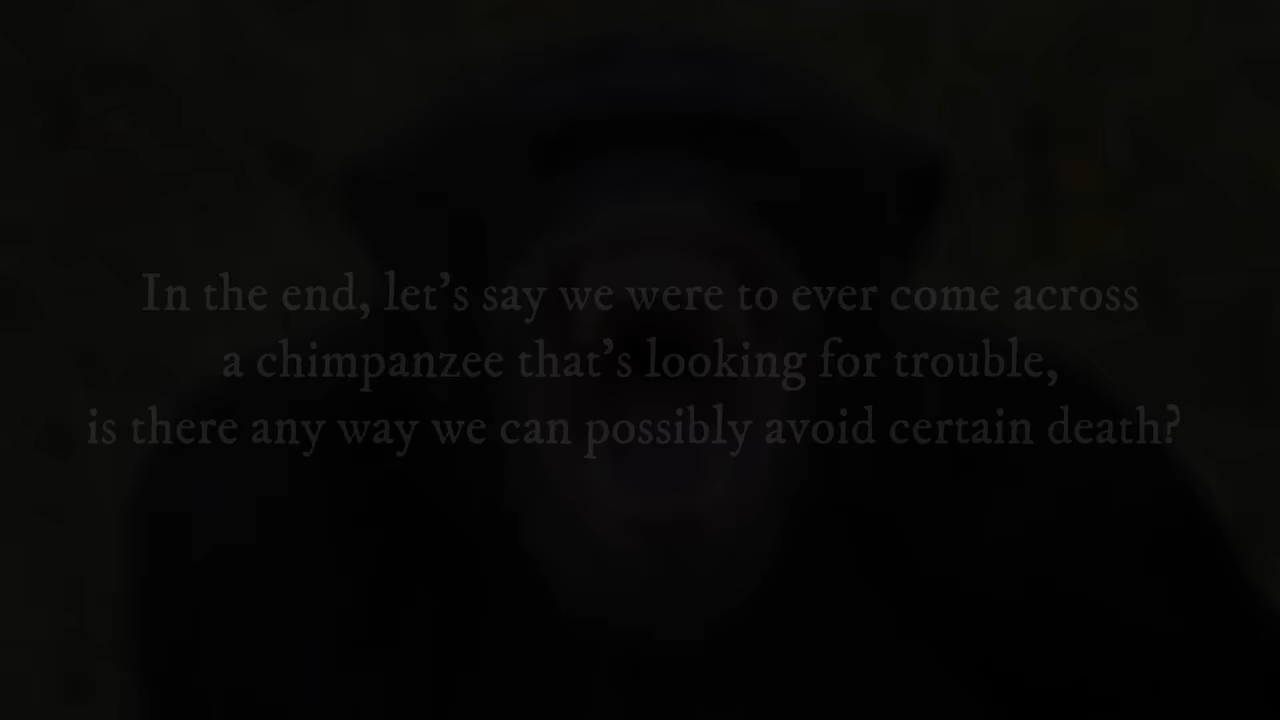 In the end, let’s say we were to ever come across
a chimpanzee that’s looking for trouble,
is there any way we can possibly avoid certain death?